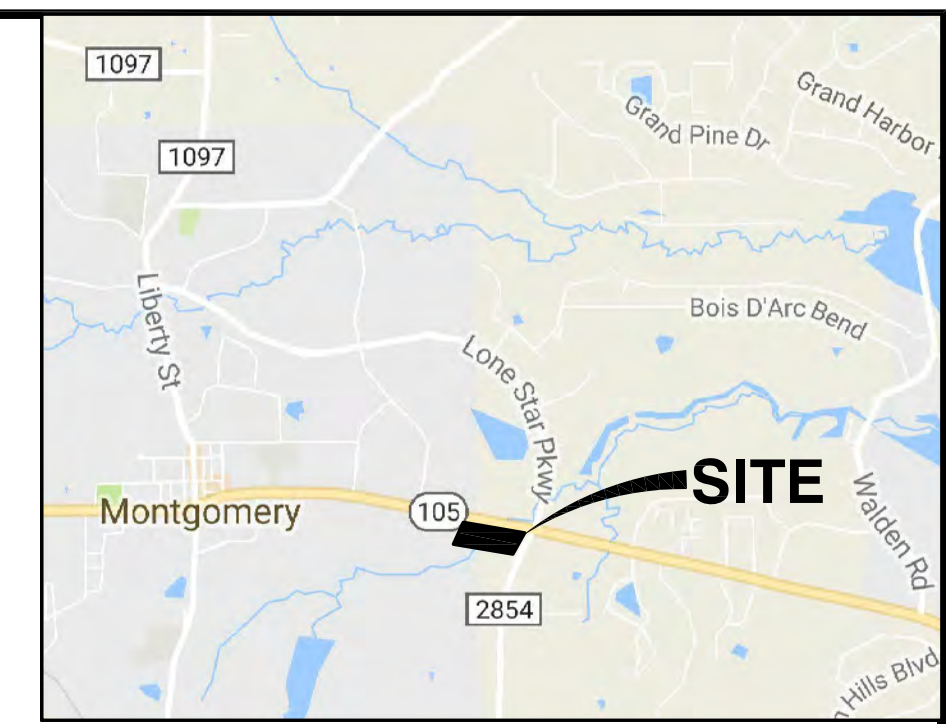 1097
1097
Grand Pine Dr
Grand Harbor
Liberty St
Bois D'Arc Bend
Lone Star Pkwy
SITE
Montgomery
105
Walden Rd
2854
Hills Blvd